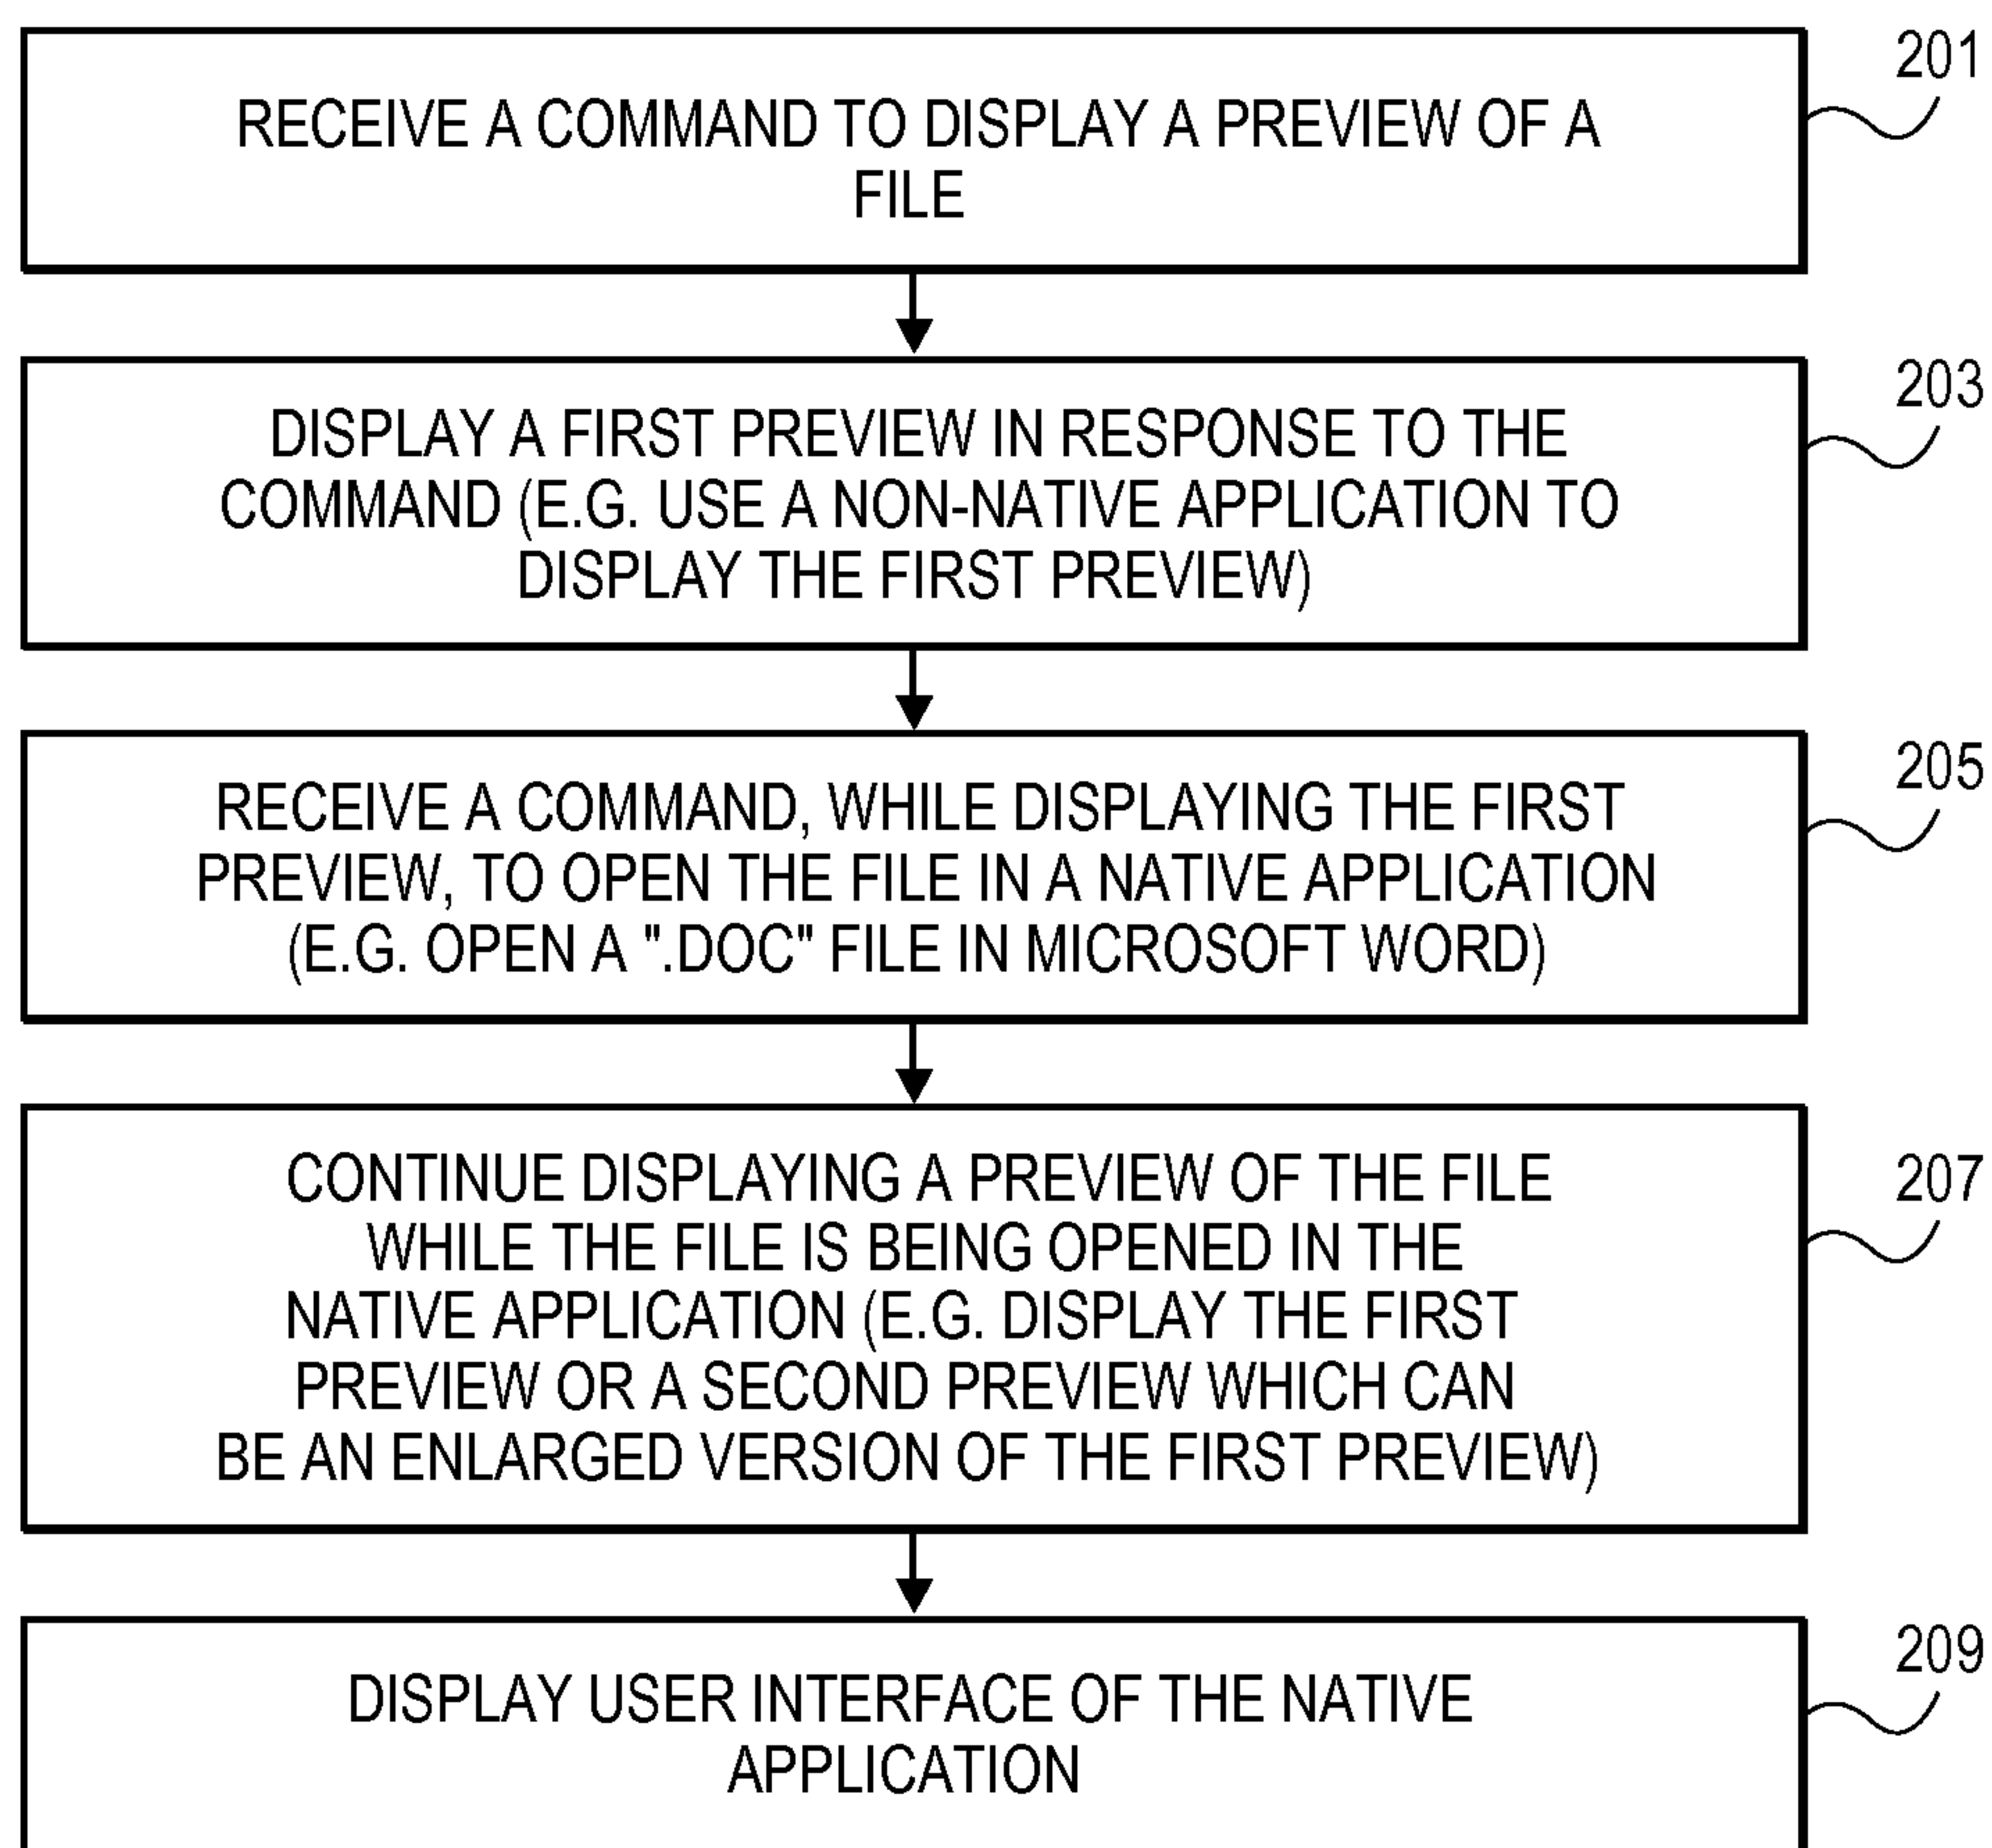 201
RECEIVE A COMMAND TO DISPLAY A PREVIEW OF A
FILE
203
DISPLAY A FIRST PREVIEW IN RESPONSE TO THE
COMMAND (E.G. USE A NON-NATIVE APPLICATION TO
DISPLAY THE FIRST PREVIEW)
205
RECEIVE A COMMAND, WHILE DISPLAYING THE FIRST
PREVIEW, TO OPEN THE FILE IN A NATIVE APPLICATION
(E.G. OPEN A ".DOC" FILE IN MICROSOFT WORD)
207
CONTINUE DISPLAYING A PREVIEW OF THE FILE
WHILE THE FILE IS BEING OPENED IN THE
NATIVE APPLICATION (E.G. DISPLAY THE FIRST
PREVIEW OR A SECOND PREVIEW WHICH CAN
BE AN ENLARGED VERSION OF THE FIRST PREVIEW)
209
DISPLAY USER INTERFACE OF THE NATIVE
APPLICATION